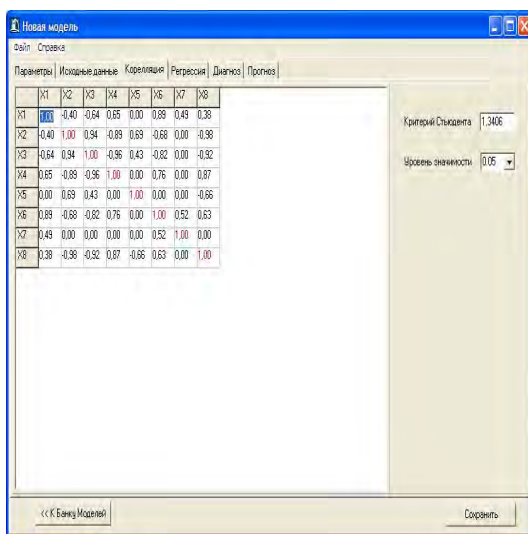 Новая модель
Файл Справка
Параметры Исходные данные Корелляция Регрессия Диагноз Прогноз
X1 X2 X3 X4 X5 X6 X7 X8
X1 1,00 -0,40 -0,64 0,65 0,00 0,89 0,49 0,38
X2 -0,40 1,00 0,94 -0,89 0,69 -0,68 0,00 -0,98
X3 -0,64 0,94 1,00 -0,96 0,43 -0,82 0,00 -0,92
X4 0,65 -0,89 -0,96 1,00 0,00 0,76 0,00 0,87
X5 0,00 0,69 0,43 0,00 1,00 0,00 0,00 -0,66
X6 0,89 -0,68 -0,82 0,76 0,00 1,00 0,52 0,63
X7 0,49 0,00 0,00 0,00 0,00 0,52 1,00 0,00
X8 0,38 -0,98 -0,92 0,87 -0,66 0,63 0,00 1,00
Критерий Стьюдента 1,3406
Уровень значимости 0.05
<< К Банку Моделей
Сохранить